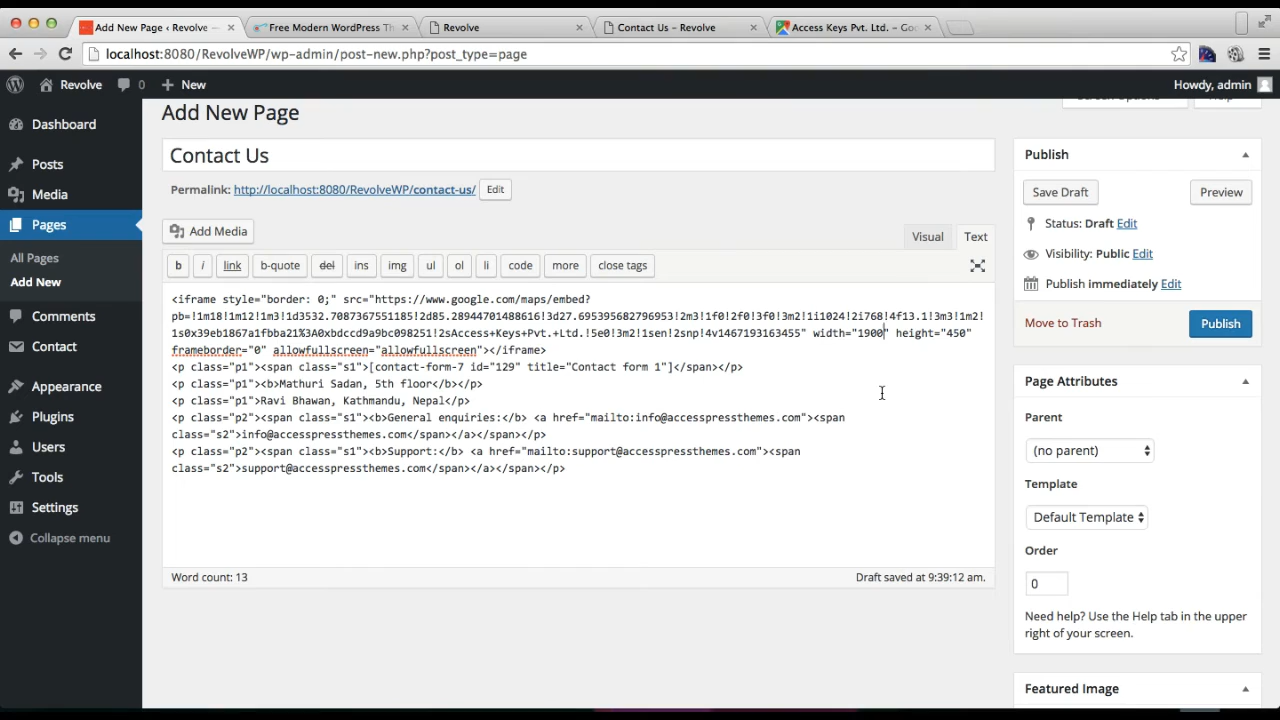 Add New Page ‹ Revolve —
Free Modern WordPress Th
Revolve
Contact Us – Revolve
Access Keys Pvt. Ltd. – Goo
localhost:8080/RevolveWP/wp-admin/post-new.php?post_type=page
Revolve
0
New
Howdy, admin
Dashboard
Posts
Media
Pages
All Pages
Add New
Comments
Contact
Appearance
Plugins
Users
Tools
Settings
Collapse menu
Add New Page
Contact Us
Permalink: http://localhost:8080/RevolveWP/contact-us/ Edit
Add Media
Visual
Text
b
i
link
b-quote
del
ins
img
ul
ol
li
code
more
close tags
<iframe style="border: 0;" src="https://www.google.com/maps/embed?
pb=!1m18!1m12!1m3!1d3532.7087367551185!2d85.28944701488616!3d27.695395682796953!2m3!1f0!2f0!3f0!3m2!1i1024!2i768!4f13.1!3m3!1m2!
1s0x39eb1867a1fbba21%3A0xbdccd9a9bc098251!2sAccess+Keys+Pvt.+Ltd.!5e0!3m2!1sen!2snp!4v1467193163455" width="1900" height="450"
frameborder="0" allowfullscreen="allowfullscreen"></iframe>
<p class="p1"><span class="s1">[contact-form-7 id="129" title="Contact form 1"]</span></p>
<p class="p1"><b>Mathuri Sadan, 5th floor</b></p>
<p class="p1">Ravi Bhawan, Kathmandu, Nepal</p>
<p class="p2"><span class="s1"><b>General enquiries:</b> <a href="mailto:info@accesspressthemes.com"><span
class="s2">info@accesspressthemes.com</span></a></span></p>
<p class="p2"><span class="s1"><b>Support:</b> <a href="mailto:support@accesspressthemes.com"><span
class="s2">support@accesspressthemes.com</span></a></span></p>
Word count: 13
Draft saved at 9:39:12 am.
Publish
Save Draft
Preview
Status: Draft Edit
Visibility: Public Edit
Publish immediately Edit
Move to Trash
Publish
Page Attributes
Parent
(no parent)
Template
Default Template
Order
0
Need help? Use the Help tab in the upper
right of your screen.
Featured Image